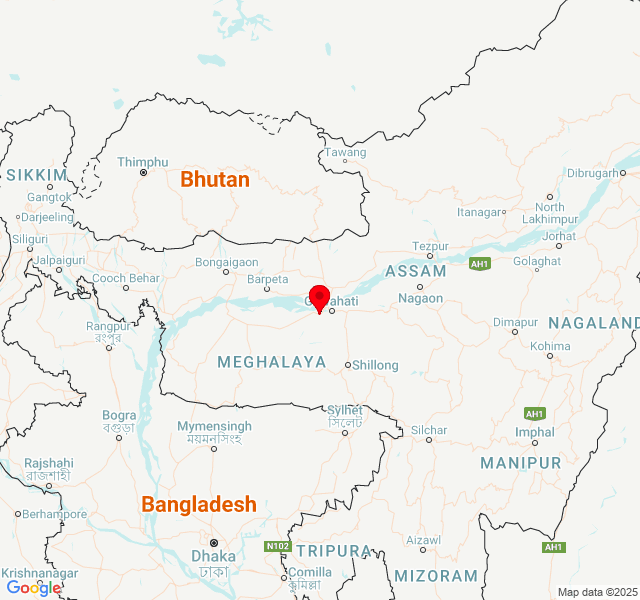 Tawang
Thimphu
SIKKIM
Bhutan
Dibrugarh
Gangtok
North
Lakhimpur
Darjeeling
Itanagar
Siliguri
Jorhat
Tezpur
Jalpaiguri
Bongaigaon
ASSAM
AH1
Golaghat
Cooch Behar
Barpeta
Nagaon
Rangpur
রংপুর
Dimapur
NAGALAND
Kohima
MEGHALAYA
Shillong
Bogra
বগুড়া
Sylhet
সিলেট
AH1
Mymensingh
ময়মনসিংহ
Silchar
Imphal
Rajshahi
রাজশাহী
MANIPUR
Bangladesh
Berhampore
Dhaka
ঢাকা
N102
TRIPURA
Aizawl
AH1
Krishnanagar
Comilla
কুমিল্লা
MIZORAM
Google
Map data ©2025